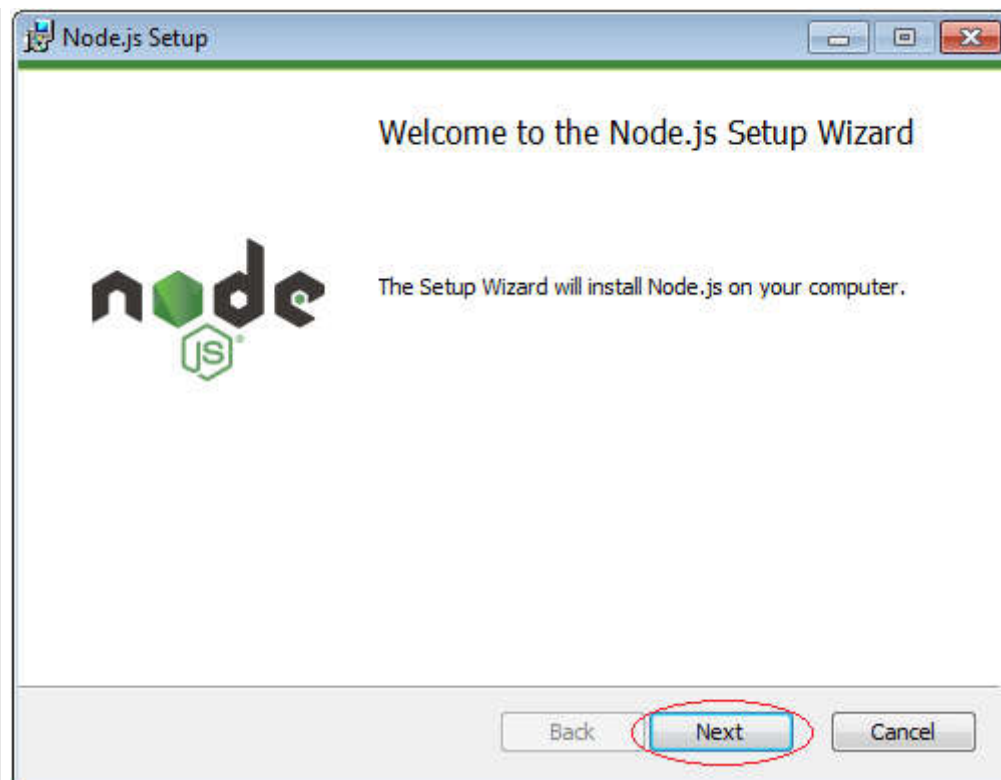 Node.js Setup
Welcome to the Node.js Setup Wizard
node
JS®
The Setup Wizard will install Node.js on your computer.
Back Next Cancel